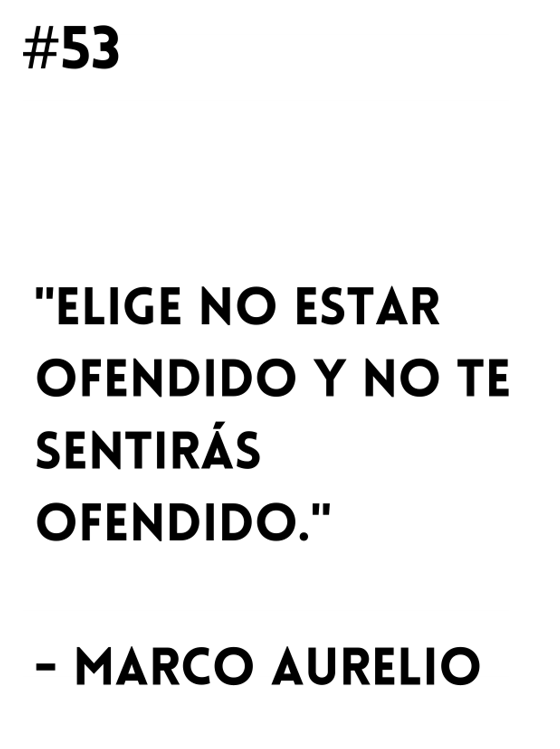 #53
"ELIGE NO ESTAR
OFENDIDO Y NO TE
SENTIRÁS
OFENDIDO."
- MARCO AURELIO